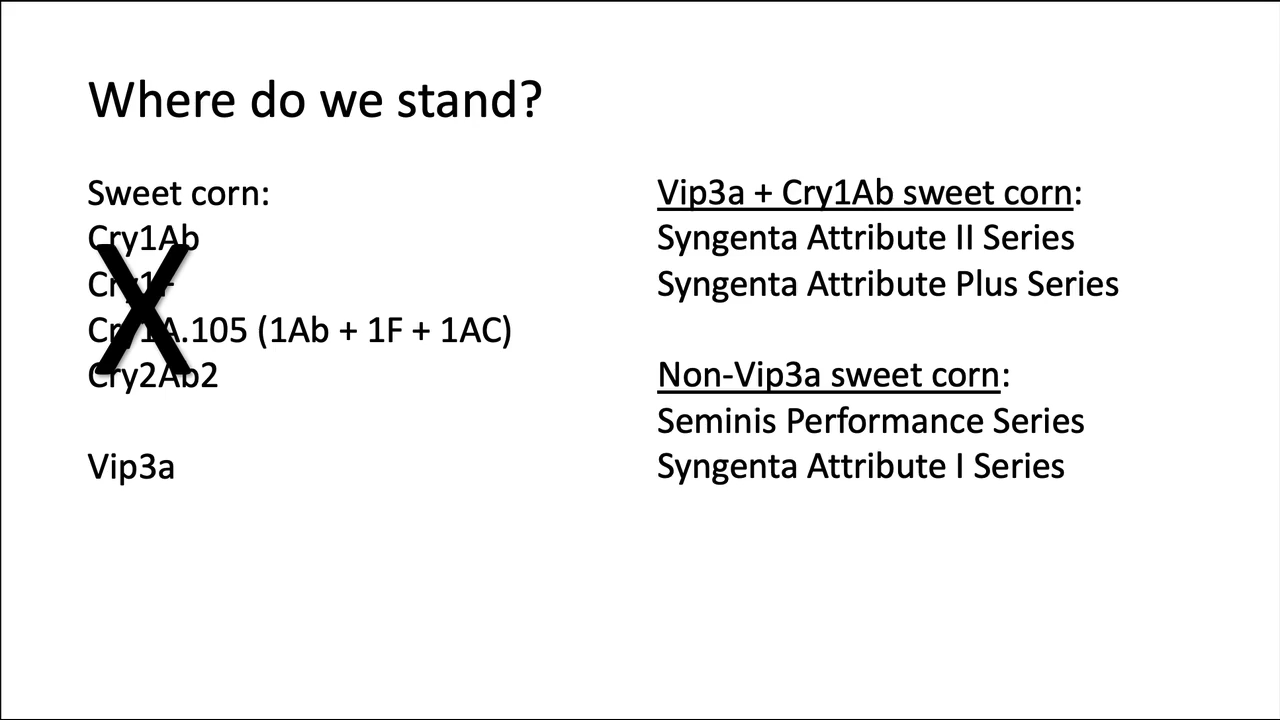 Where do we stand?
Sweet corn:
Cry1Ab
Cry1F
Cry1A.105 (1Ab + 1F + 1AC)
Cry2Ab2
Vip3a
X
Vip3a + Cry1Ab sweet corn:
Syngenta Attribute II Series
Syngenta Attribute Plus Series
Non-Vip3a sweet corn:
Seminis Performance Series
Syngenta Attribute I Series